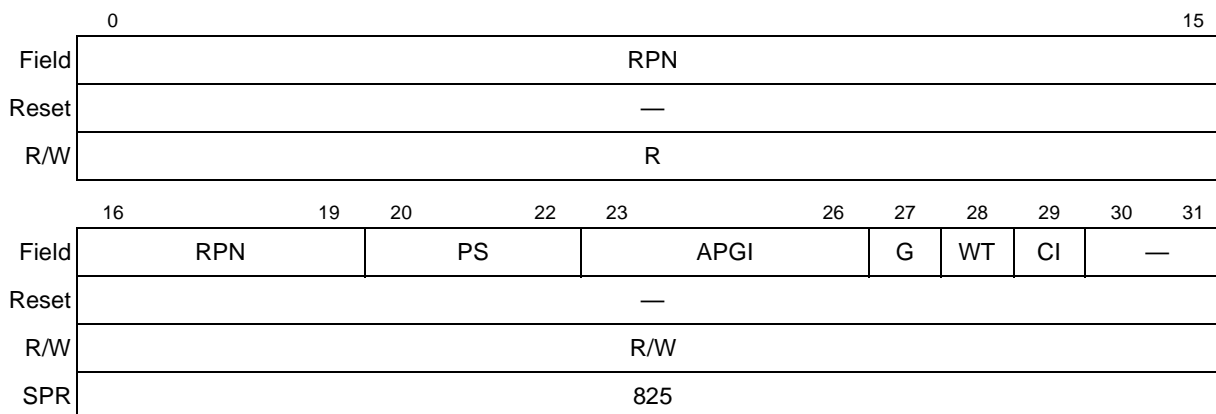 0 15
Field RPN
Reset —
R/W R
16 19 20 22 23 26 27 28 29 30 31
Field RPN PS APGI G WT CI —
Reset —
R/W R/W
SPR 825